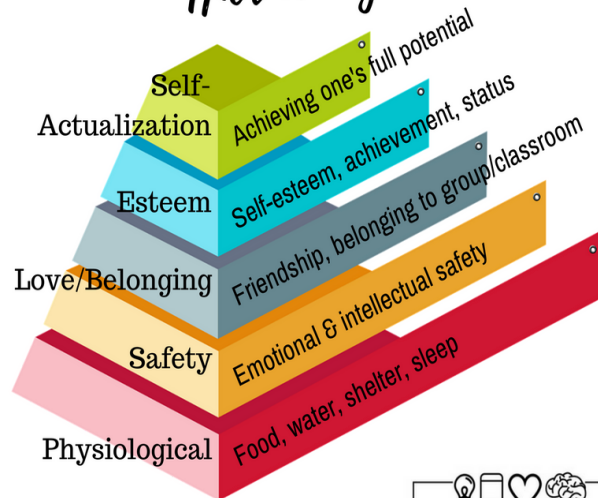 Self-
Actualization
Achieving one's full potential
Esteem
Self-esteem, achievement, status
Love/Belonging
Friendship, belonging to group/classroom
Safety
Emotional & intellectual safety
Physiological
Food, water, shelter, sleep